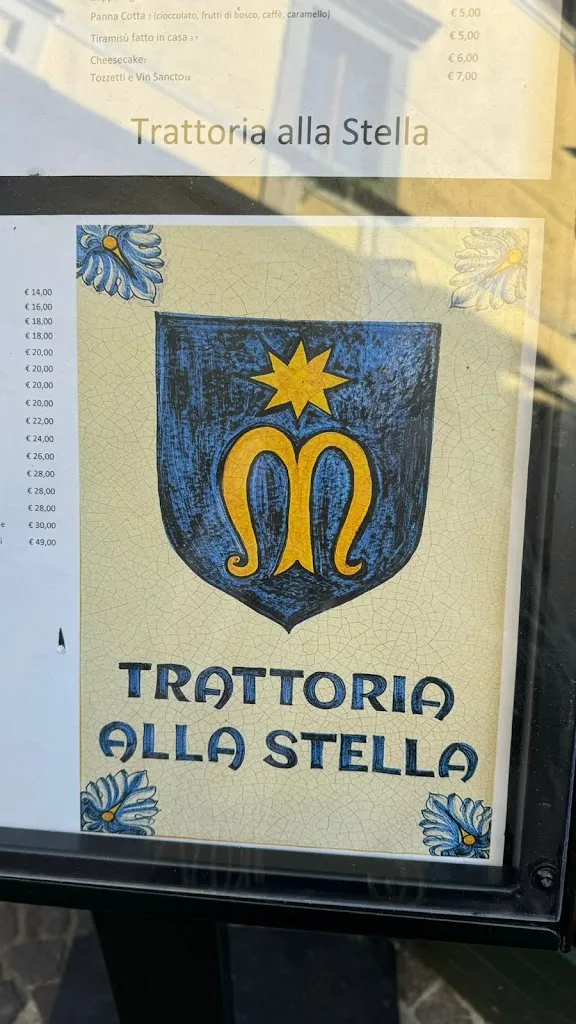 Panna Cotta 7 (cioccolato, frutti di bosco, caffè, caramello) € 5,00
Tiramisù fatto in casa 3.7 € 5,00
Cheesecake7 € 6,00
Tozzetti e Vin Sancto € 7,00
Trattoria alla Stella
€ 14,00
€ 16,00
€ 18,00
€ 18,00
€ 20,00
€ 20,00
€ 20,00
€ 20,00
€ 22,00
€ 24,00
€ 26,00
€ 28,00
€ 28,00
€ 28,00
e € 30,00
i € 49,00
M
TRATTORIA
ALLA STELLA